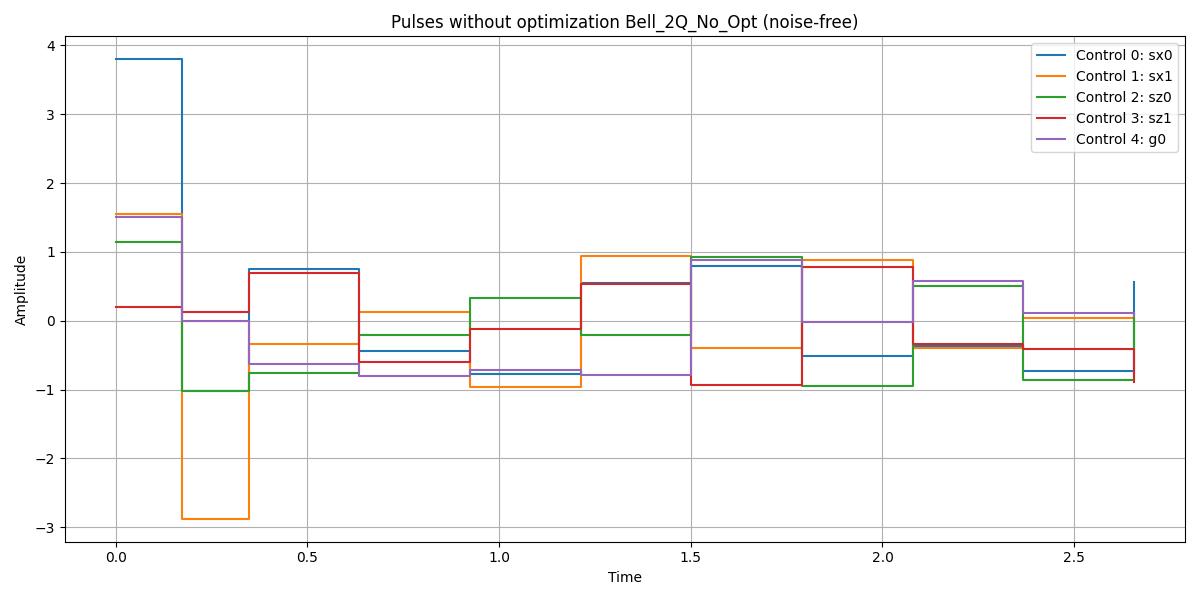 Pulses without optimization Bell_2Q_No_Opt (noise-free)
4
3
2
1
0
−1
−2
−3
Amplitude
Control 0: sx0
Control 1: sx1
Control 2: sz0
Control 3: sz1
Control 4: g0
0.0
0.5
1.0
1.5
2.0
2.5
Time